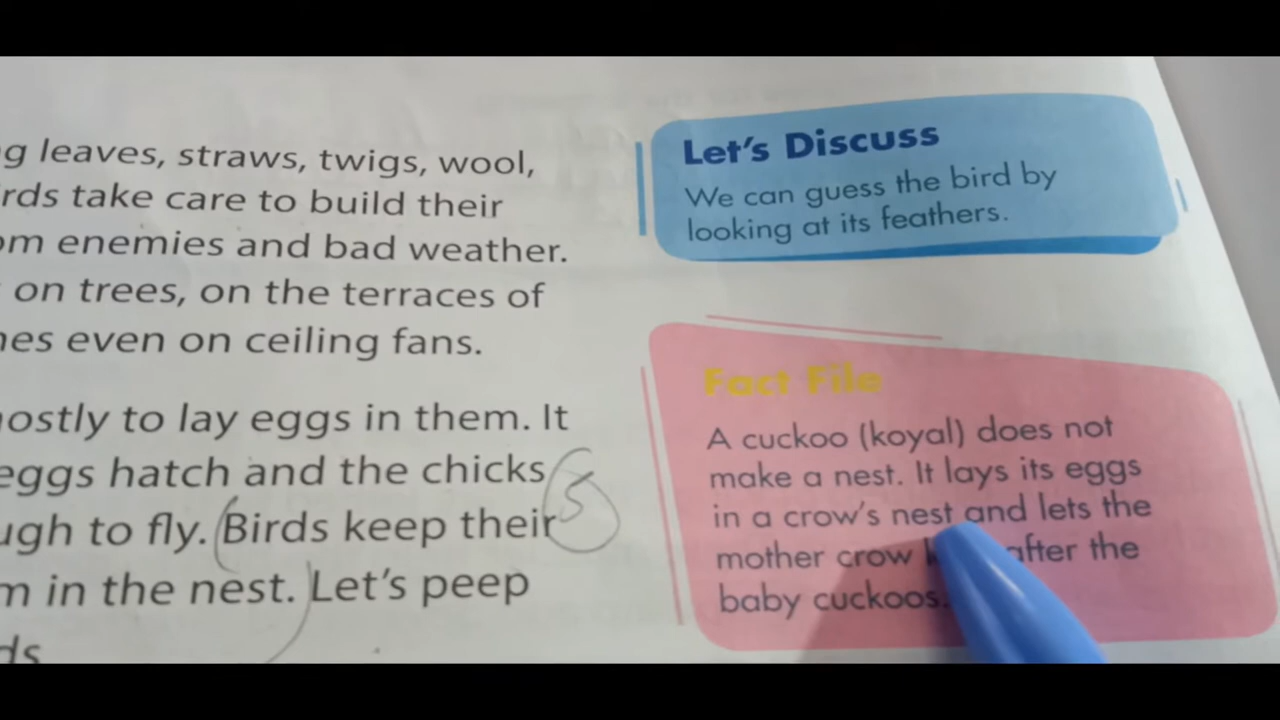 g leaves, straws, twigs, wool,
rds take care to build their
om enemies and bad weather.
on trees, on the terraces of
nes even on ceiling fans.
ostly to lay eggs in them. It
eggs hatch and the chicks
ugh to fly. Birds keep their
m in the nest. Let's peep
ds
5
Let's Discuss
We can guess the bird by
looking at its feathers.
Fact File
A cuckoo (koyal) does not
make a nest. It lays its eggs
in a crow's nest and lets the
mother crow after the
baby cuckoos.